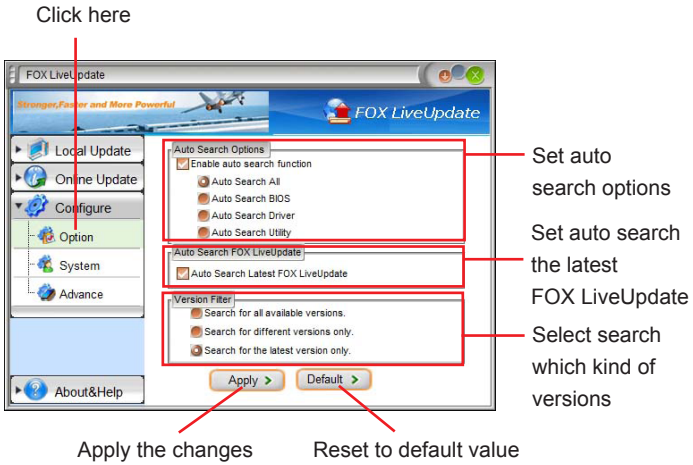 Click here
FOX LiveUpdate
Stronger,Faster and More Powerful
FOX LiveUpdate
Local Update
Online Update
Configure
Option
System
Advance
About&Help
Auto Search Options
Enable auto search function
Auto Search All
Auto Search BIOS
Auto Search Driver
Auto Search Utility
Auto Search FOX LiveUpdate
Auto Search Latest FOX LiveUpdate
Version Filter
Search for all available versions.
Search for different versions only.
Search for the latest version only.
Apply
Default
Set auto
search options
Set auto search
the latest
FOX LiveUpdate
Select search
which kind of
versions
Apply the changes
Reset to default value